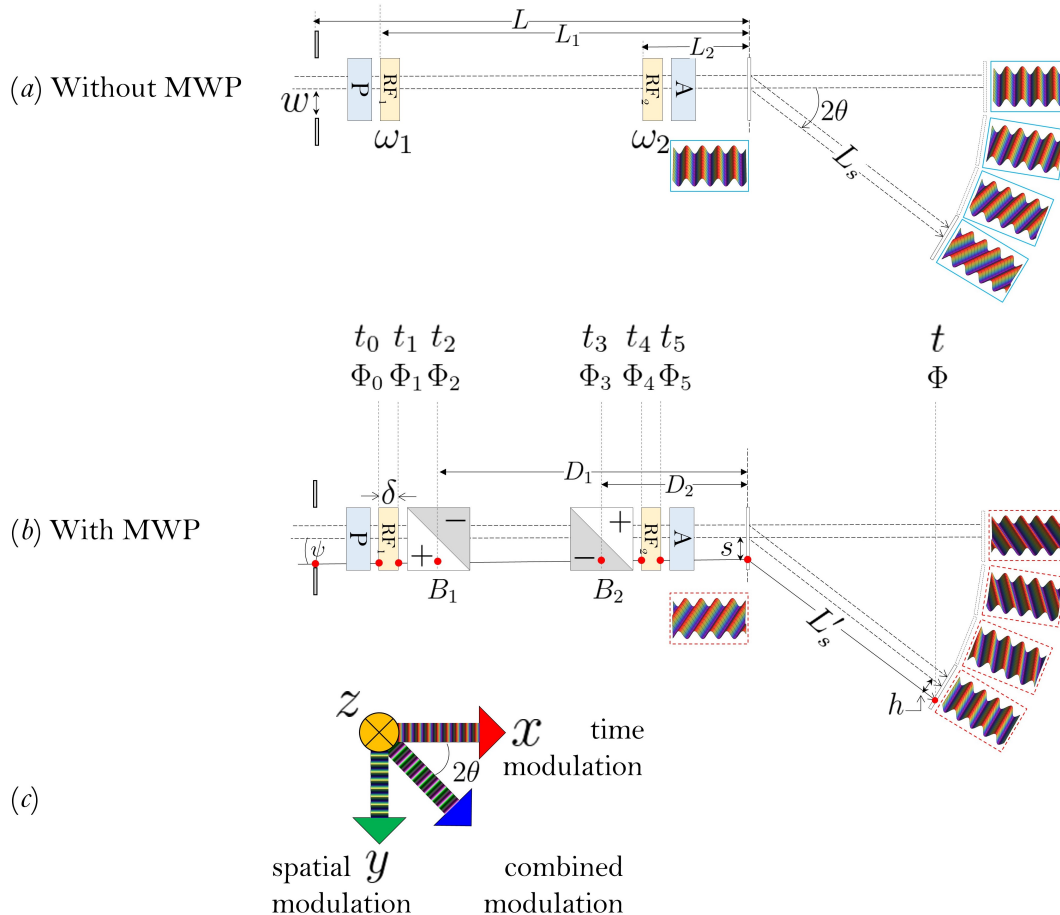 L
L₁
L₂
(a) Without MWP
P
RF₁
RF₂
A
w
ω₁
ω₂
2θ
Lₛ
t₀ t₁ t₂ t₃ t₄ t₅ t
Φ₀ Φ₁ Φ₂ Φ₃ Φ₄ Φ₅ Φ
D₁
D₂
δ
(b) With MWP
ψ
P
RF₁
−
+
B₁
+
−
B₂
RF₂
A
s
L′ₛ
h
z
x time
modulation
2θ
(c)
spatial y combined
modulation modulation